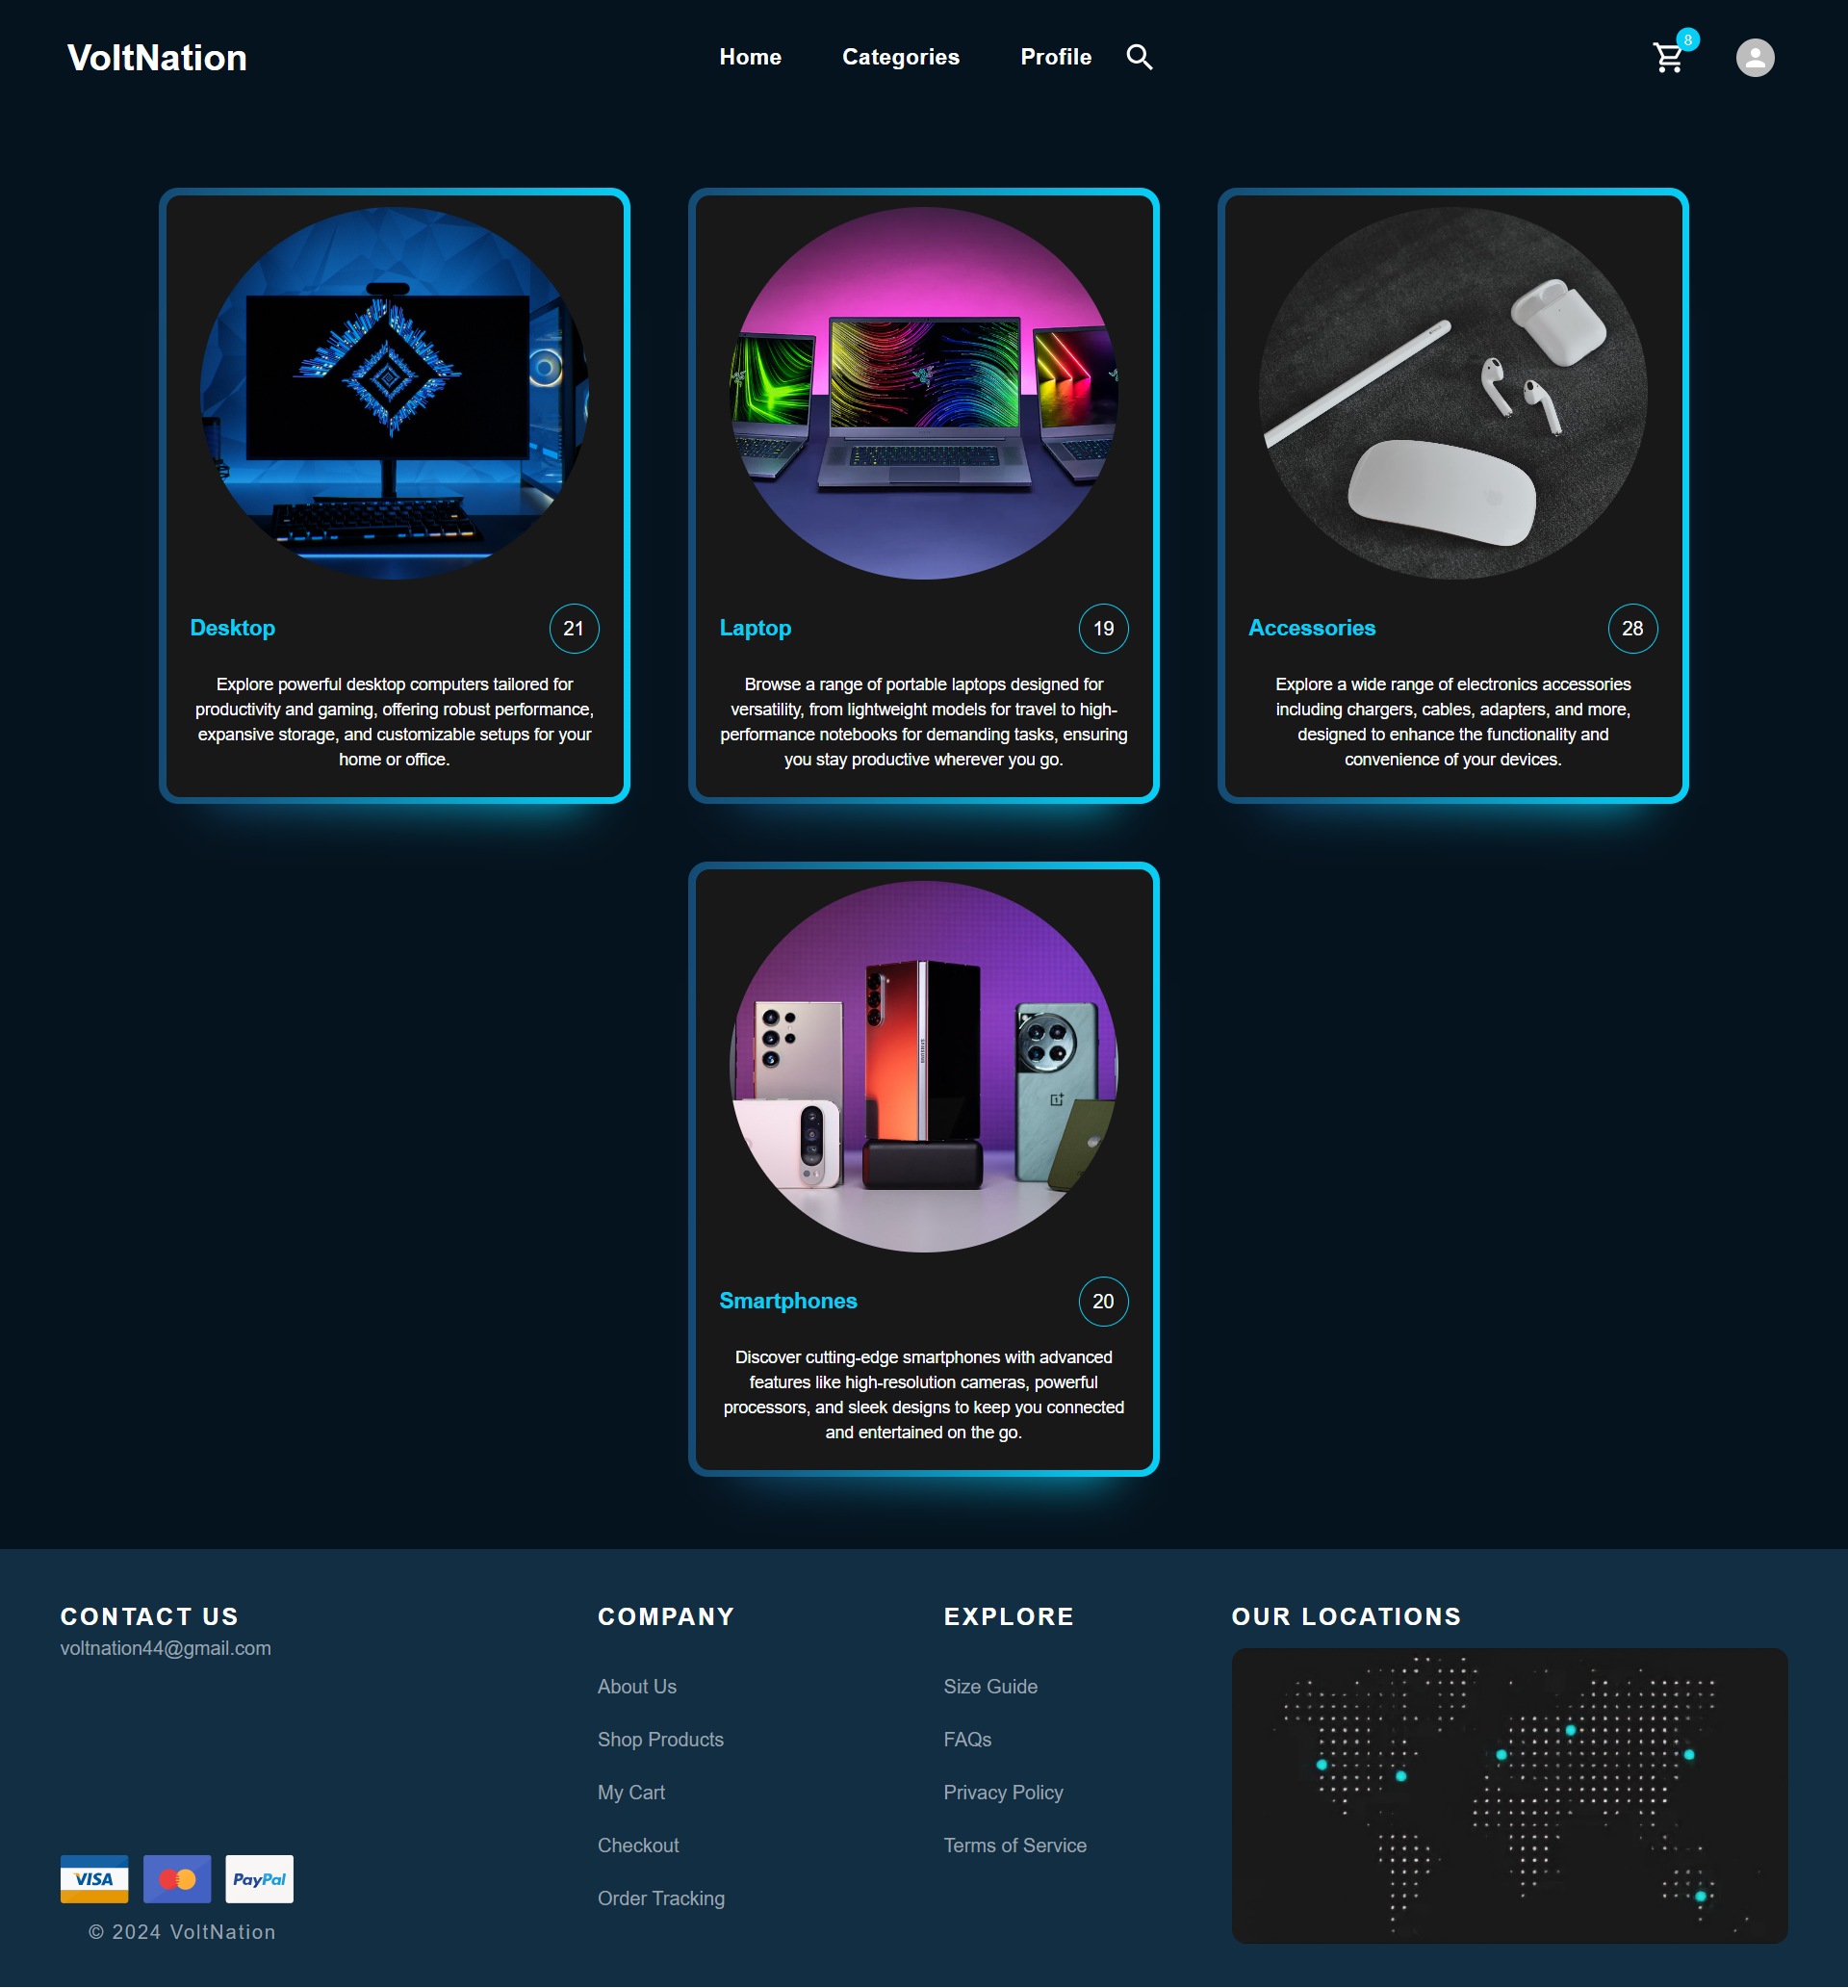 VoltNation
Home
Categories
Profile
8
Desktop
21
Explore powerful desktop computers tailored for
productivity and gaming, offering robust performance,
expansive storage, and customizable setups for your
home or office.
Laptop
19
Browse a range of portable laptops designed for
versatility, from lightweight models for travel to high-
performance notebooks for demanding tasks, ensuring
you stay productive wherever you go.
Accessories
28
Explore a wide range of electronics accessories
including chargers, cables, adapters, and more,
designed to enhance the functionality and
convenience of your devices.
SAMSUNG
Smartphones
20
Discover cutting-edge smartphones with advanced
features like high-resolution cameras, powerful
processors, and sleek designs to keep you connected
and entertained on the go.
CONTACT US
voltnation44@gmail.com
VISA
PayPal
© 2024 VoltNation
COMPANY
About Us
Shop Products
My Cart
Checkout
Order Tracking
EXPLORE
Size Guide
FAQs
Privacy Policy
Terms of Service
OUR LOCATIONS